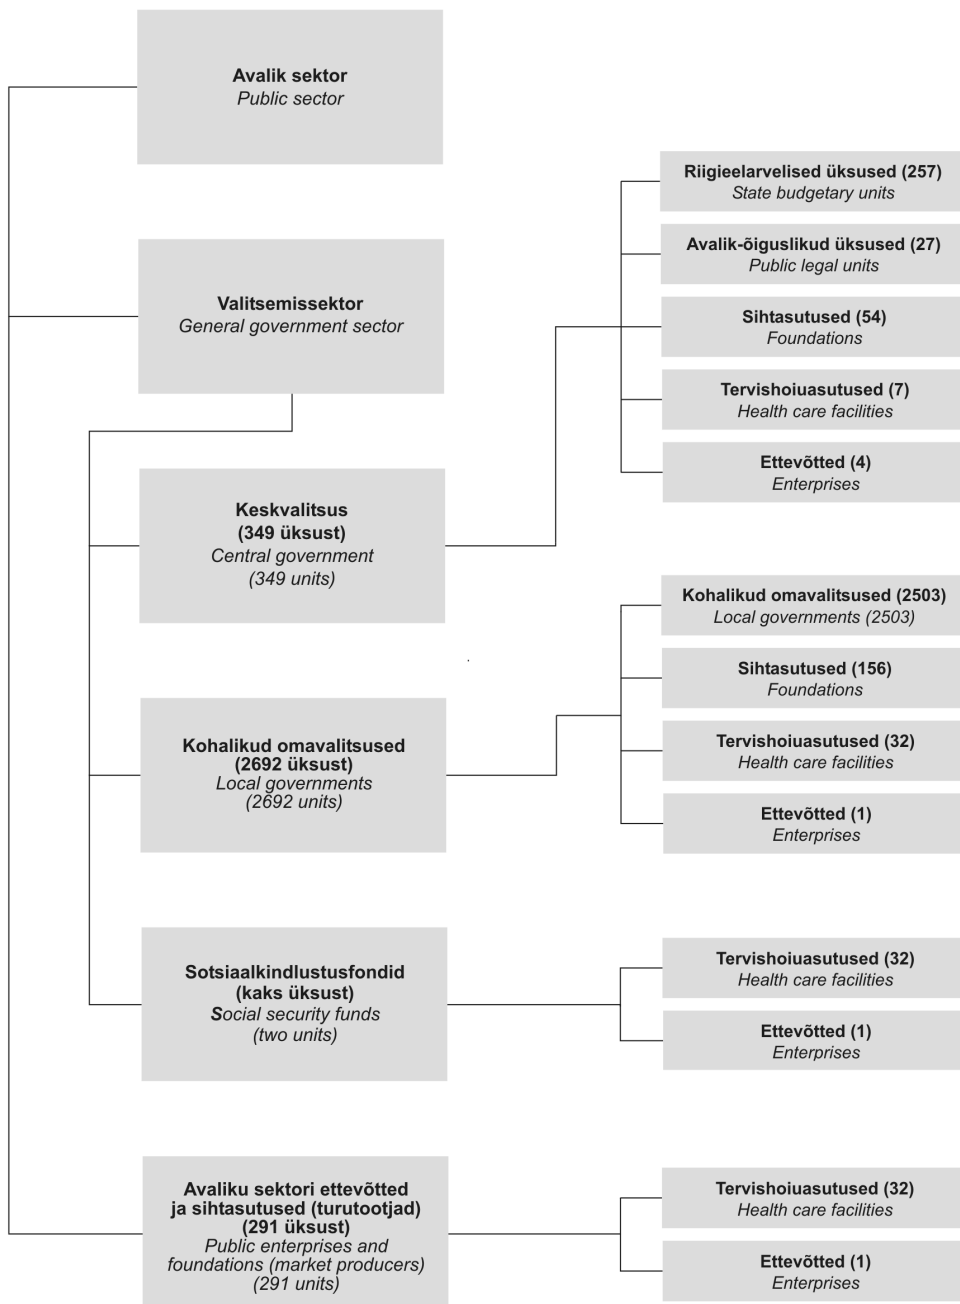 Avalik sektor
Public sector
Valitsemissektor
General government sector
Riigieelarvelised üksused (257)
State budgetary units
Avalik-õiguslikud üksused (27)
Public legal units
Sihtasutused (54)
Foundations
Tervishoiuasutused (7)
Health care facilities
Ettevõtted (4)
Enterprises
Keskvalitsus
(349 üksust)
Central government
(349 units)
Kohalikud omavalitsused (2503)
Local governments (2503)
Sihtasutused (156)
Foundations
Tervishoiuasutused (32)
Health care facilities
Ettevõtted (1)
Enterprises
Kohalikud omavalitsused
(2692 üksust)
Local governments
(2692 units)
Sotsiaalkindlustusfondid
(kaks üksust)
Social security funds
(two units)
Tervishoiuasutused (32)
Health care facilities
Ettevõtted (1)
Enterprises
Avaliku sektori ettevõtted
ja sihtasutused (turutootjad)
(291 üksust)
Public enterprises and
foundations (market producers)
(291 units)
Tervishoiuasutused (32)
Health care facilities
Ettevõtted (1)
Enterprises